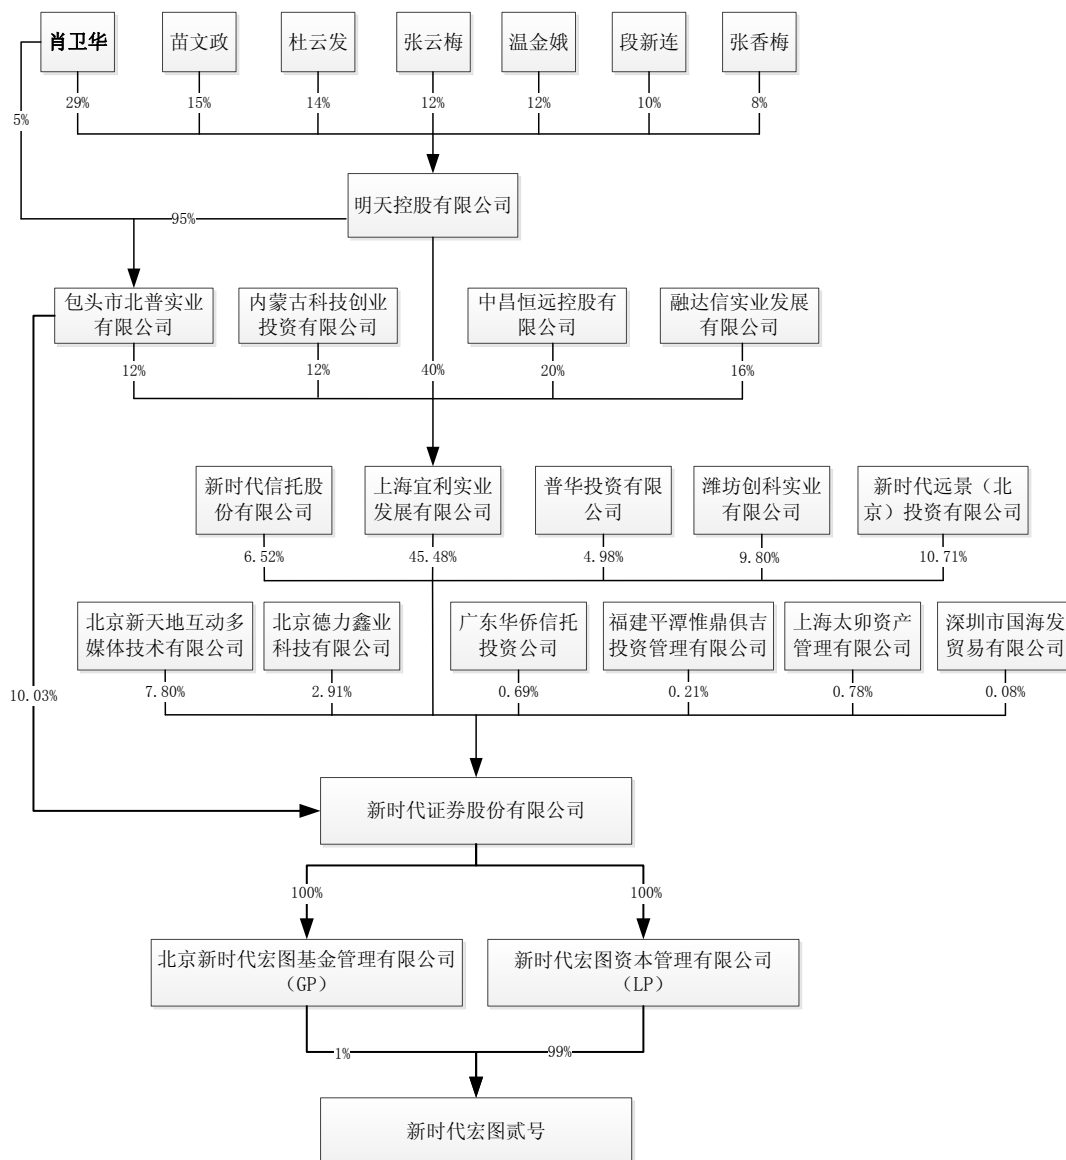 肖卫华
苗文政
杜云发
张云梅
温金娥
段新连
张香梅
29%
15%
14%
12%
12%
10%
8%
5%
明天控股有限公司
95%
包头市北普实业
有限公司
内蒙古科技创业
投资有限公司
中昌恒远控股有
限公司
融达信实业发展
有限公司
12%
12%
40%
20%
16%
新时代信托股
份有限公司
上海宜利实业
发展有限公司
普华投资有限
公司
潍坊创科实业
有限公司
新时代远景（北
京）投资有限公司
6.52%
45.48%
4.98%
9.80%
10.71%
北京新天地互动多
媒体技术有限公司
北京德力鑫业
科技有限公司
广东华侨信托
投资公司
福建平潭惟鼎俱吉
投资管理有限公司
上海太卯资产
管理有限公司
深圳市国海发
贸易有限公司
10.03%
7.80%
2.91%
0.69%
0.21%
0.78%
0.08%
新时代证券股份有限公司
100%
100%
北京新时代宏图基金管理有限公司
（GP）
新时代宏图资本管理有限公司
（LP）
1%
99%
新时代宏图贰号